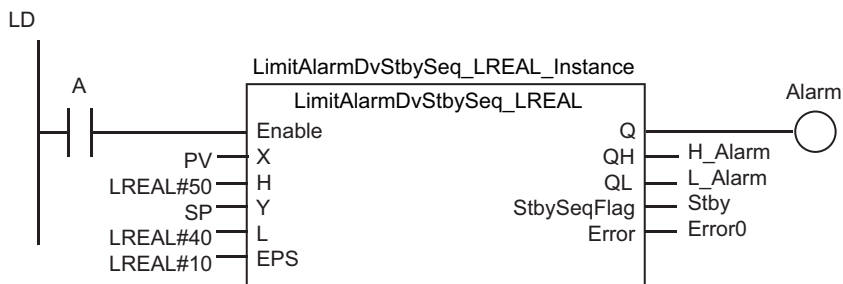 LD
LimitAlarmDvStbySeq_LREAL_Instance
A
LimitAlarmDvStbySeq_LREAL
Alarm
Enable Q
PV X QH H_Alarm
LREAL#50 H QL L_Alarm
SP Y StbySeqFlag Stby
LREAL#40 L Error Error0
LREAL#10 EPS